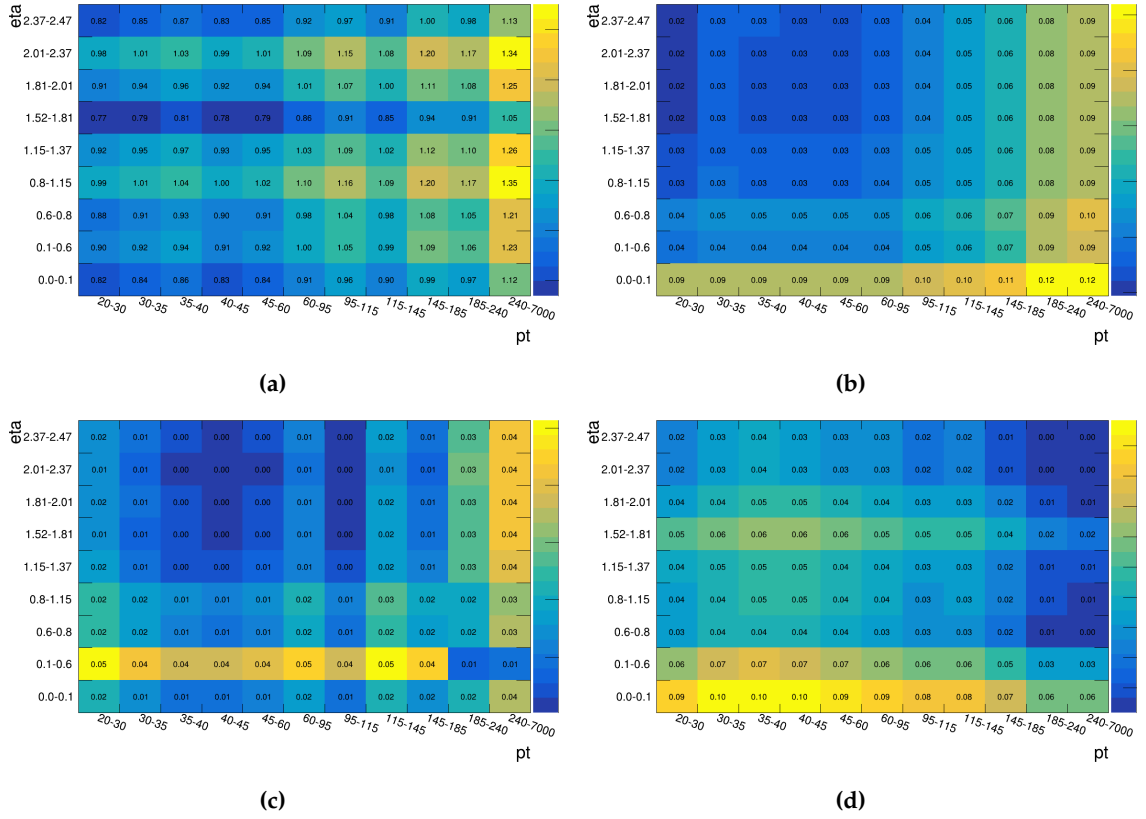 eta
2.37-2.47 0.82 0.85 0.87 0.83 0.85 0.92 0.97 0.91 1.00 0.98 1.13
2.01-2.37 0.98 1.01 1.03 0.99 1.01 1.09 1.15 1.08 1.20 1.17 1.34
1.81-2.01 0.91 0.94 0.96 0.92 0.94 1.01 1.07 1.00 1.11 1.08 1.25
1.52-1.81 0.77 0.79 0.81 0.78 0.79 0.86 0.91 0.85 0.94 0.91 1.05
1.15-1.37 0.92 0.95 0.97 0.93 0.95 1.03 1.09 1.02 1.12 1.10 1.26
0.8-1.15 0.99 1.01 1.04 1.00 1.02 1.10 1.16 1.09 1.20 1.17 1.35
0.6-0.8 0.88 0.91 0.93 0.90 0.91 0.98 1.04 0.98 1.08 1.05 1.21
0.1-0.6 0.90 0.92 0.94 0.91 0.92 1.00 1.05 0.99 1.09 1.06 1.23
0.0-0.1 0.82 0.84 0.86 0.83 0.84 0.91 0.96 0.90 0.99 0.97 1.12
20-30 30-35 35-40 40-45 45-60 60-95 95-115 115-145 145-185 185-240 240-7000
pt
(a)
eta
2.37-2.47 0.02 0.03 0.03 0.03 0.03 0.03 0.04 0.05 0.06 0.08 0.09
2.01-2.37 0.02 0.03 0.03 0.03 0.03 0.03 0.04 0.05 0.06 0.08 0.09
1.81-2.01 0.02 0.03 0.03 0.03 0.03 0.03 0.04 0.05 0.06 0.08 0.09
1.52-1.81 0.02 0.03 0.03 0.03 0.03 0.03 0.04 0.05 0.06 0.08 0.09
1.15-1.37 0.03 0.03 0.03 0.03 0.03 0.03 0.04 0.05 0.06 0.08 0.09
0.8-1.15 0.03 0.03 0.03 0.03 0.03 0.04 0.04 0.05 0.06 0.08 0.09
0.6-0.8 0.04 0.05 0.05 0.05 0.05 0.05 0.06 0.06 0.07 0.09 0.10
0.1-0.6 0.04 0.04 0.04 0.04 0.04 0.04 0.05 0.06 0.07 0.09 0.09
0.0-0.1 0.09 0.09 0.09 0.09 0.09 0.09 0.10 0.10 0.11 0.12 0.12
20-30 30-35 35-40 40-45 45-60 60-95 95-115 115-145 145-185 185-240 240-7000
pt
(b)
eta
2.37-2.47 0.02 0.01 0.00 0.00 0.00 0.02 0.00 0.02 0.01 0.03 0.04
2.01-2.37 0.01 0.01 0.00 0.00 0.00 0.01 0.00 0.02 0.01 0.03 0.04
1.81-2.01 0.02 0.01 0.00 0.00 0.00 0.01 0.00 0.02 0.01 0.03 0.04
1.52-1.81 0.01 0.01 0.00 0.00 0.00 0.01 0.00 0.02 0.01 0.03 0.04
1.15-1.37 0.02 0.01 0.00 0.00 0.00 0.01 0.00 0.02 0.01 0.03 0.04
0.8-1.15 0.02 0.02 0.01 0.01 0.01 0.02 0.01 0.03 0.02 0.02 0.03
0.6-0.8 0.02 0.02 0.01 0.01 0.01 0.02 0.01 0.02 0.02 0.02 0.03
0.1-0.6 0.05 0.04 0.04 0.04 0.04 0.05 0.04 0.05 0.04 0.01 0.01
0.0-0.1 0.02 0.02 0.01 0.01 0.01 0.02 0.01 0.02 0.02 0.02 0.04
20-30 30-35 35-40 40-45 45-60 60-95 95-115 115-145 145-185 185-240 240-7000
pt
(c)
eta
2.37-2.47 0.02 0.03 0.04 0.03 0.03 0.03 0.02 0.02 0.01 0.00 0.00
2.01-2.37 0.02 0.03 0.04 0.03 0.03 0.03 0.02 0.02 0.01 0.00 0.00
1.81-2.01 0.04 0.04 0.05 0.05 0.04 0.04 0.03 0.03 0.02 0.01 0.01
1.52-1.81 0.05 0.06 0.06 0.06 0.06 0.05 0.05 0.05 0.04 0.02 0.02
1.15-1.37 0.04 0.05 0.05 0.05 0.04 0.04 0.03 0.03 0.02 0.01 0.01
0.8-1.15 0.04 0.04 0.05 0.05 0.04 0.04 0.03 0.03 0.02 0.01 0.01
0.6-0.8 0.03 0.04 0.04 0.04 0.04 0.03 0.03 0.03 0.02 0.01 0.00
0.1-0.6 0.06 0.07 0.07 0.07 0.07 0.06 0.06 0.06 0.05 0.03 0.03
0.0-0.1 0.09 0.10 0.10 0.10 0.09 0.09 0.08 0.08 0.07 0.06 0.06
20-30 30-35 35-40 40-45 45-60 60-95 95-115 115-145 145-185 185-240 240-7000
pt
(d)